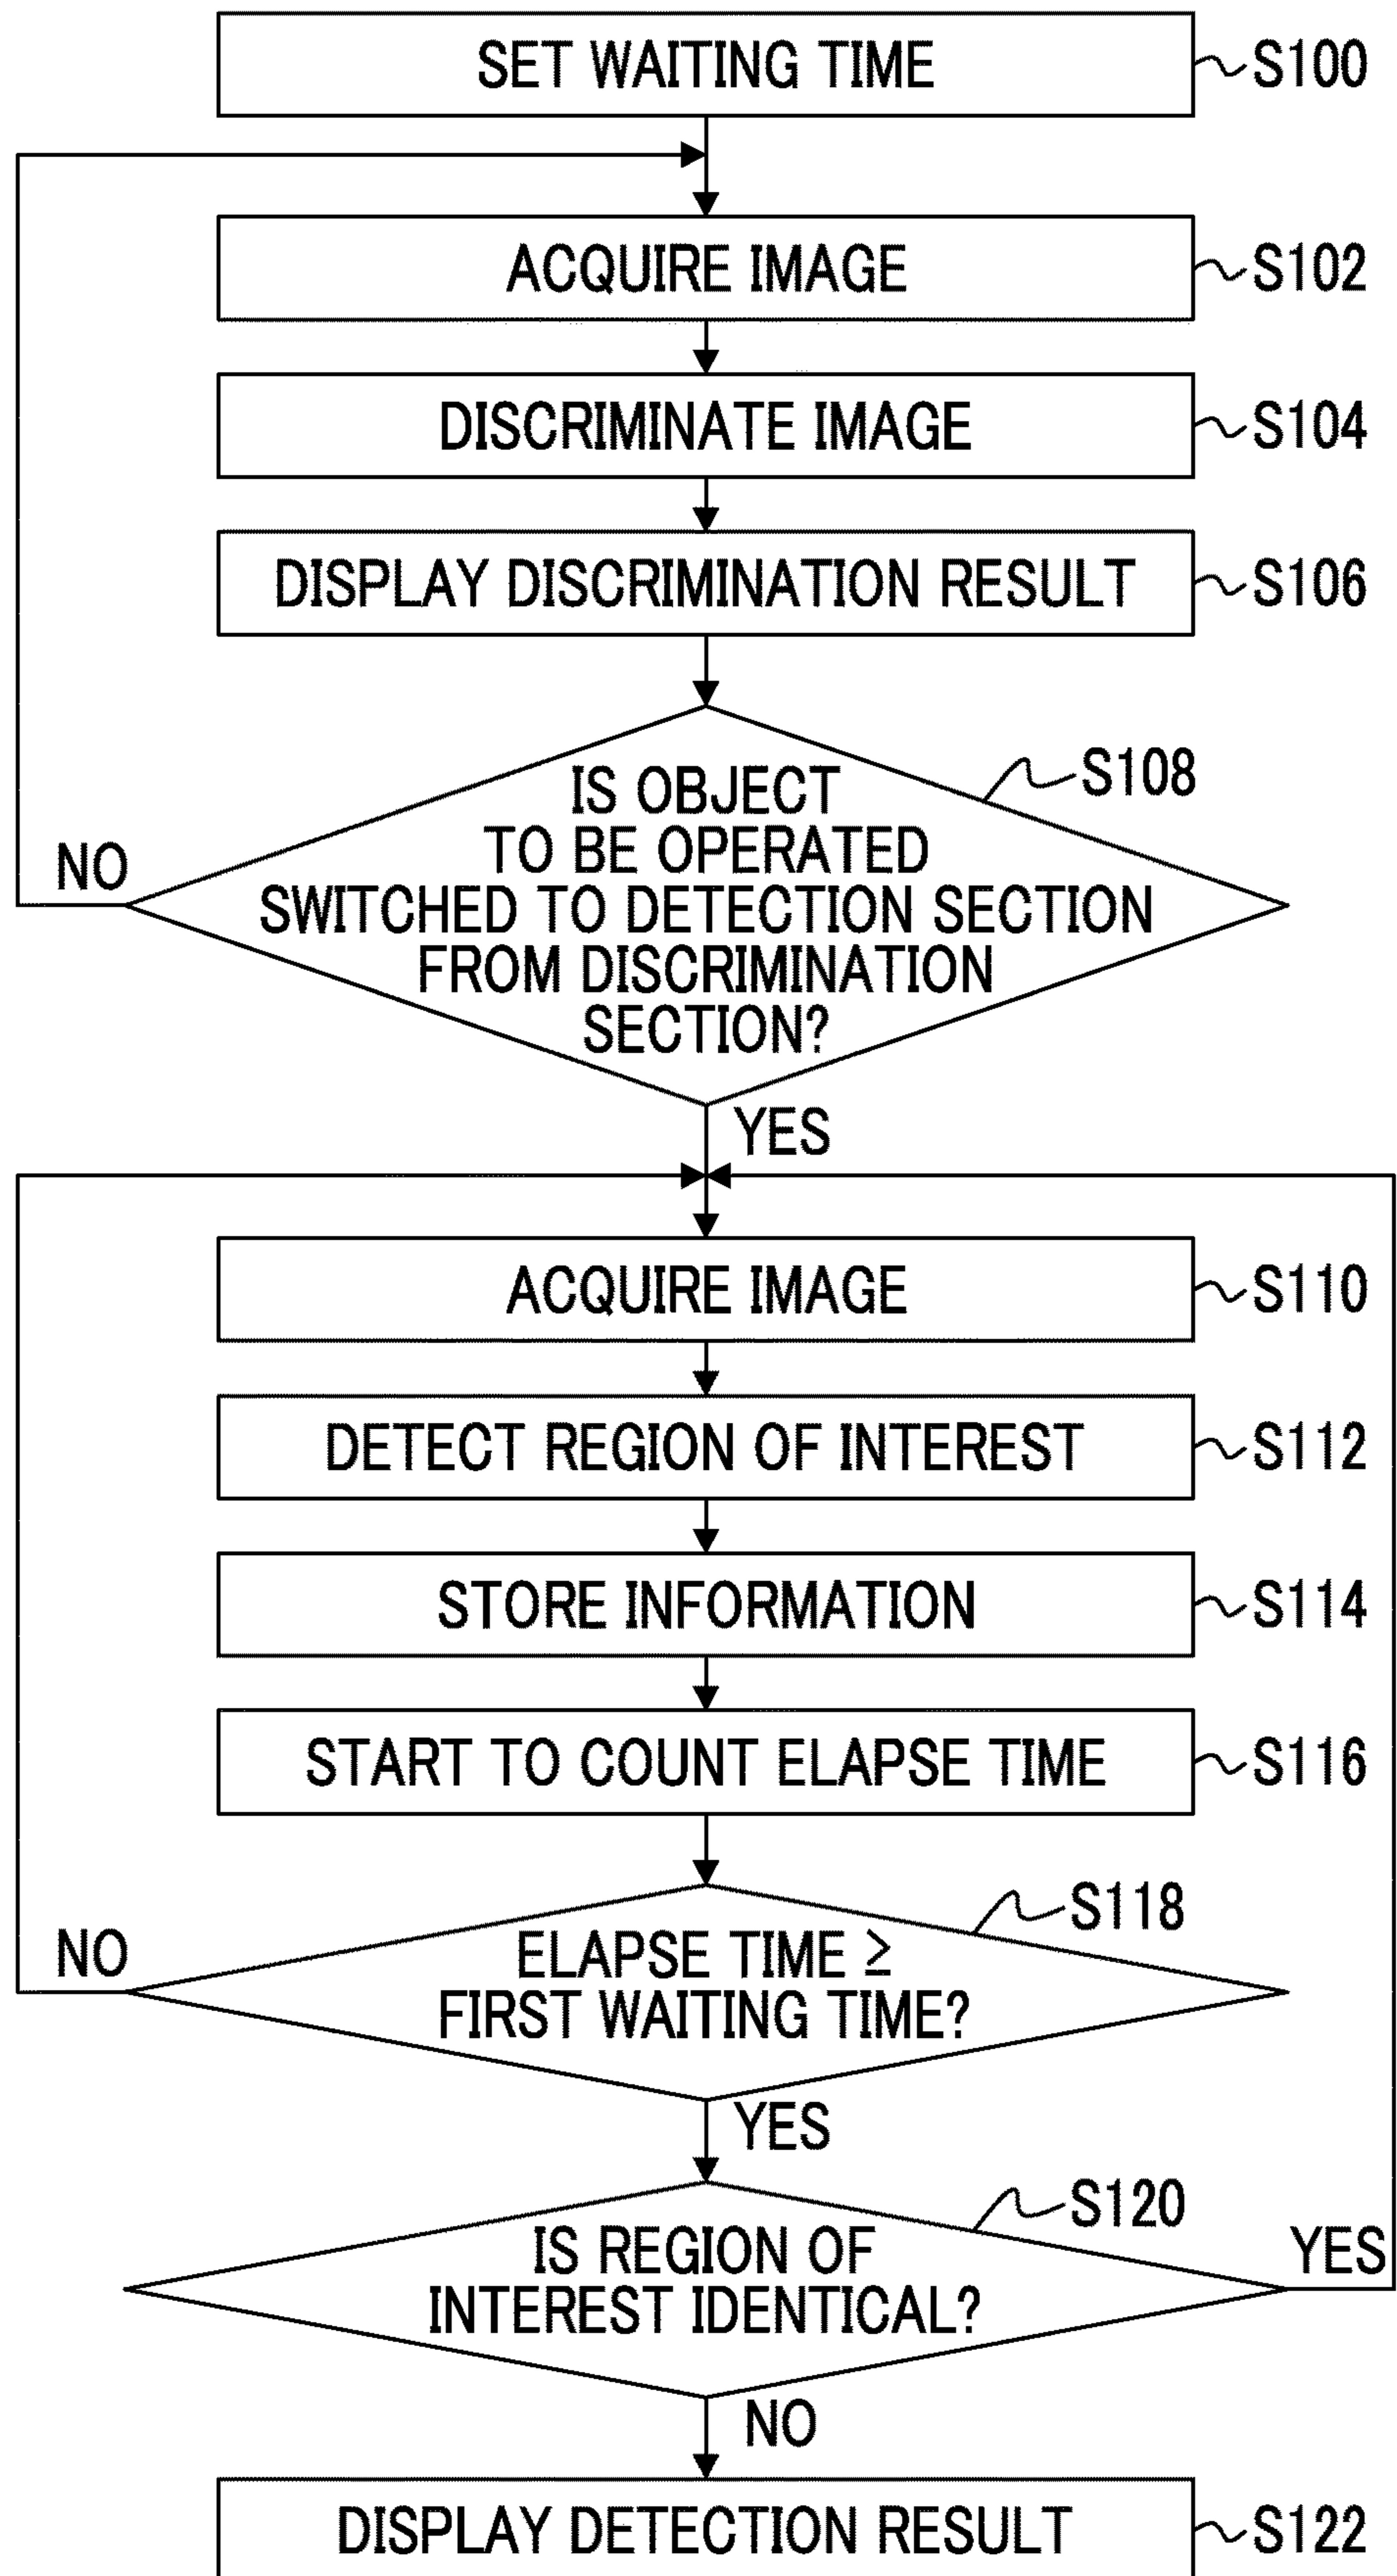 SET WAITING TIME
S100
ACQUIRE IMAGE
S102
DISCRIMINATE IMAGE
S104
DISPLAY DISCRIMINATION RESULT
S106
S108
IS OBJECT
TO BE OPERATED
SWITCHED TO DETECTION SECTION
FROM DISCRIMINATION
SECTION?
NO
YES
ACQUIRE IMAGE
S110
DETECT REGION OF INTEREST
S112
STORE INFORMATION
S114
START TO COUNT ELAPSE TIME
S116
S118
ELAPSE TIME ≥
FIRST WAITING TIME?
NO
YES
S120
IS REGION OF
INTEREST IDENTICAL?
YES
NO
DISPLAY DETECTION RESULT
S122